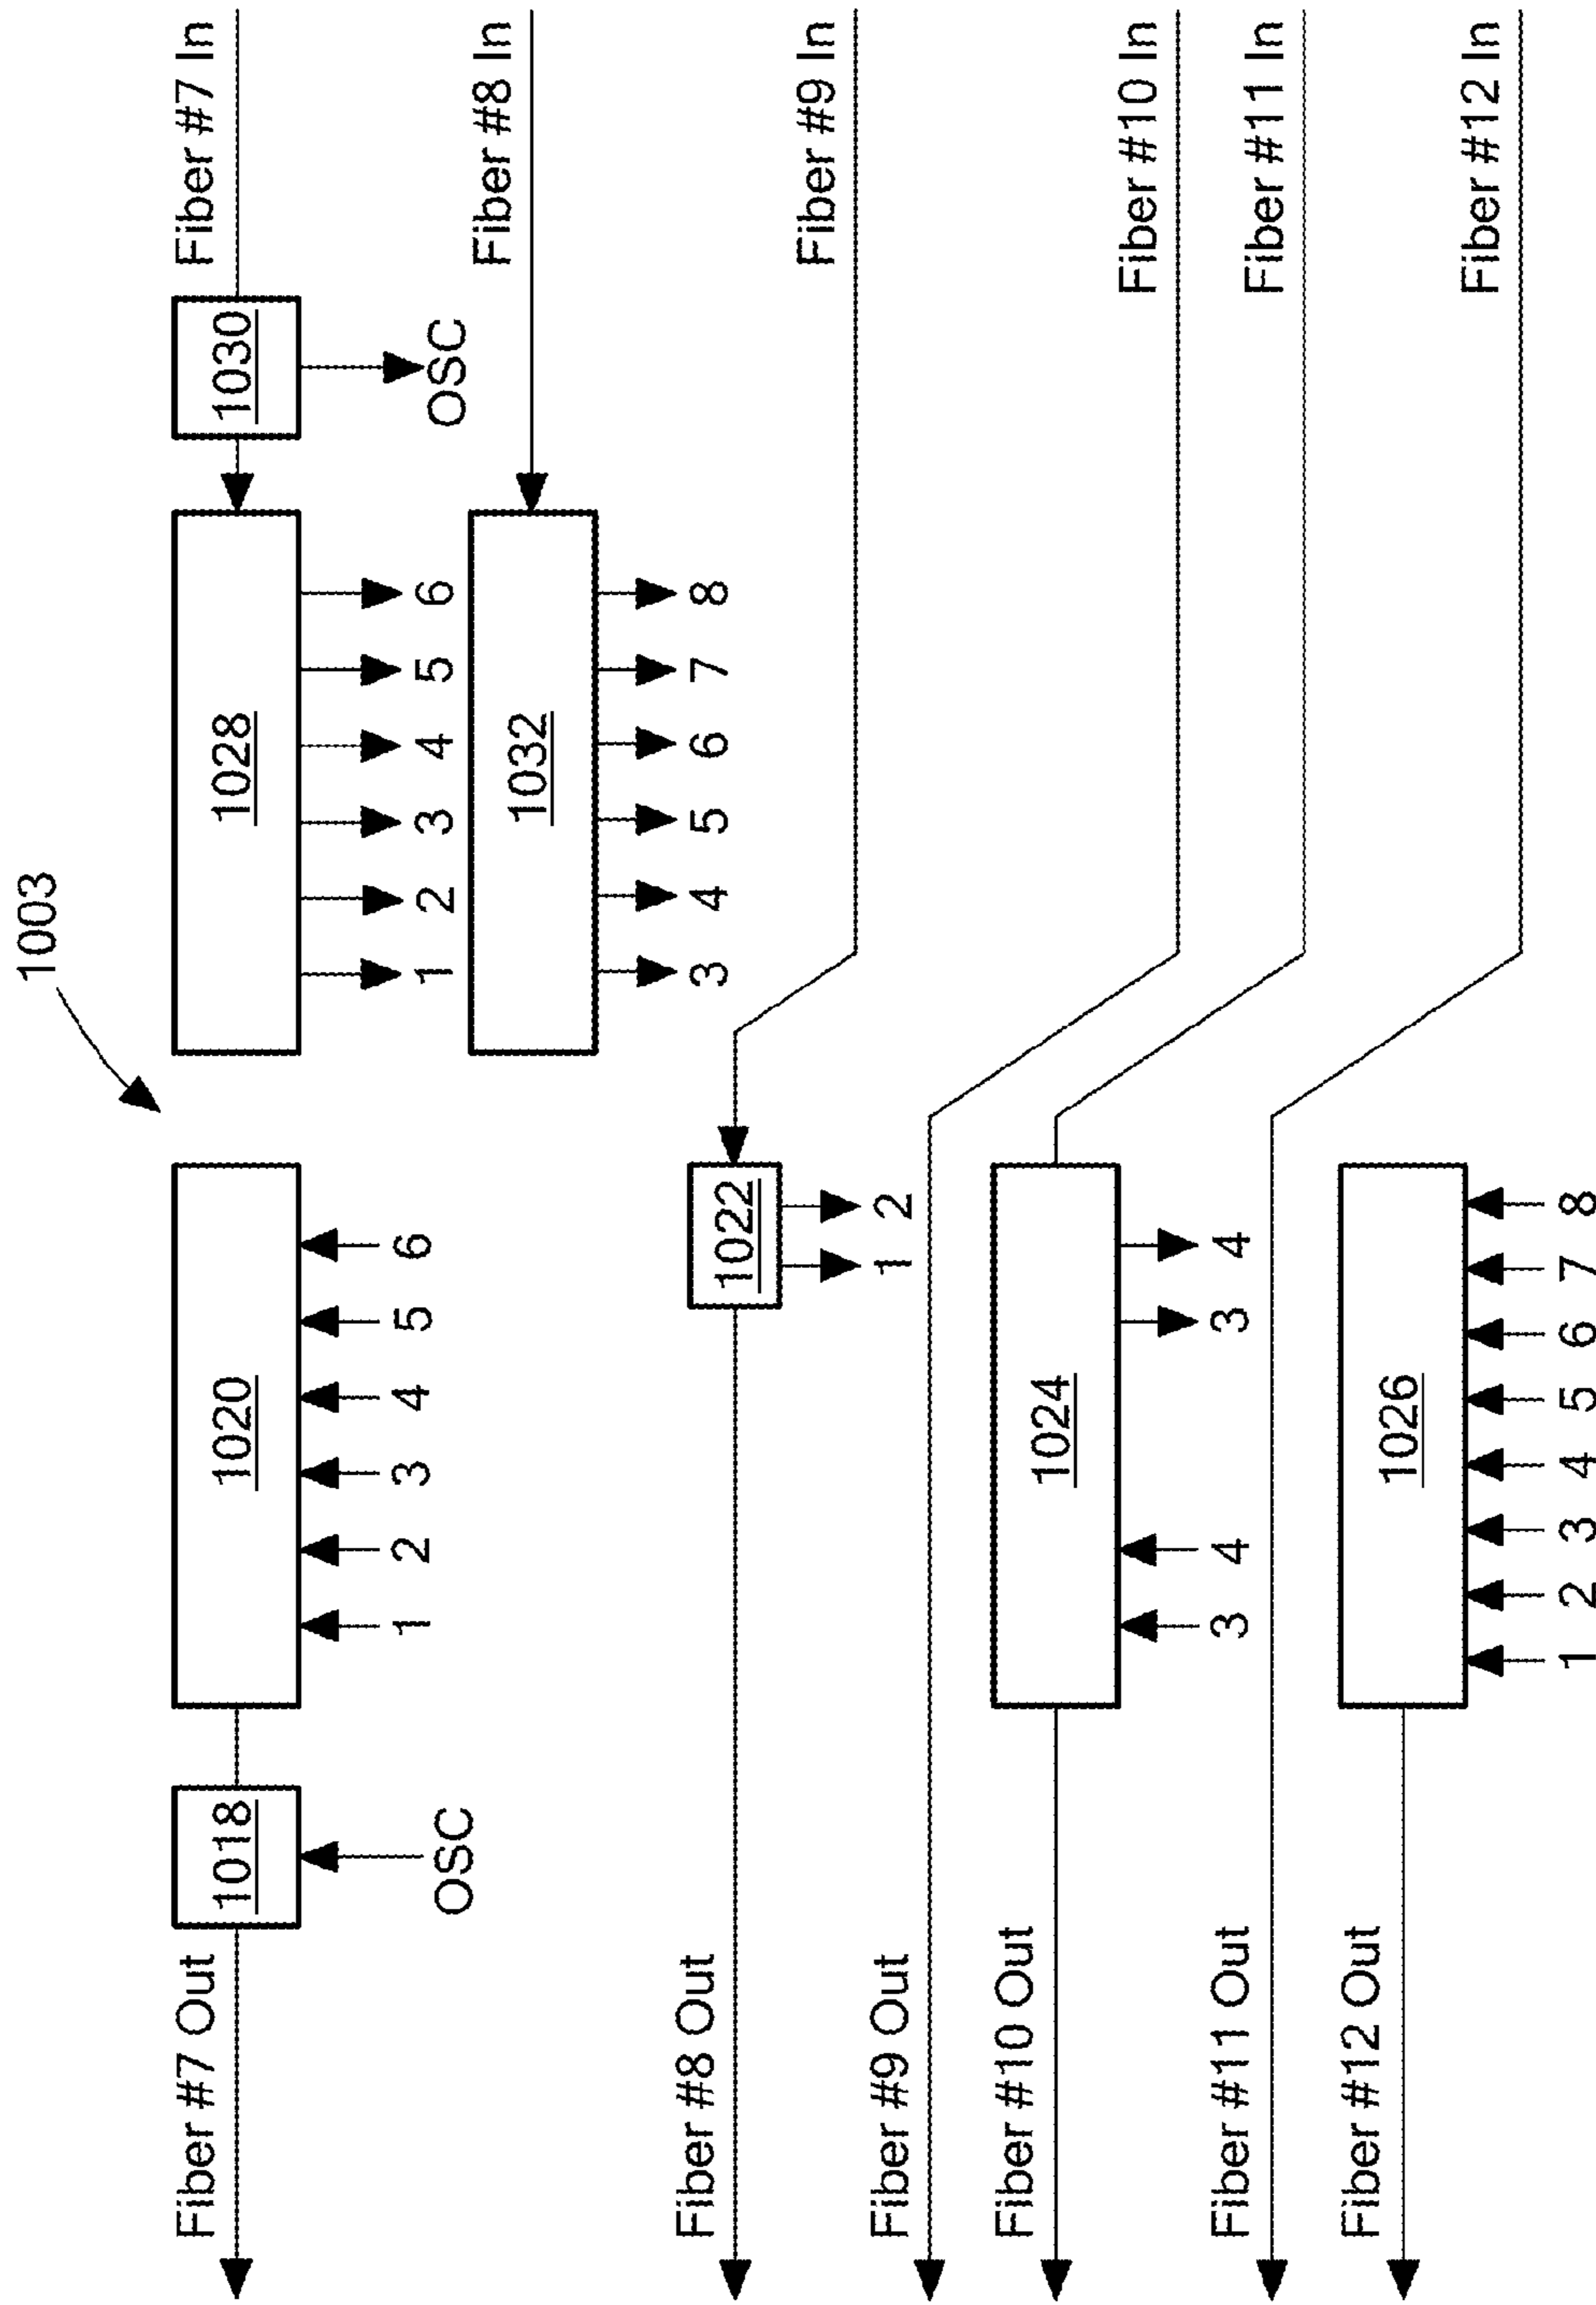 1003
Fiber #7 Out
1018
OSC
1020
1 2 3 4 5 6
1028
1 2 3 4 5 6
1030
OSC
Fiber #7 In
1032
3 4 5 6 7 8
Fiber #8 In
Fiber #8 Out
1022
1 2
Fiber #9 In
Fiber #9 Out
Fiber #10 In
Fiber #10 Out
1024
3 4 3 4
Fiber #11 In
Fiber #11 Out
Fiber #12 In
Fiber #12 Out
1026
1 2 3 4 5 6 7 8